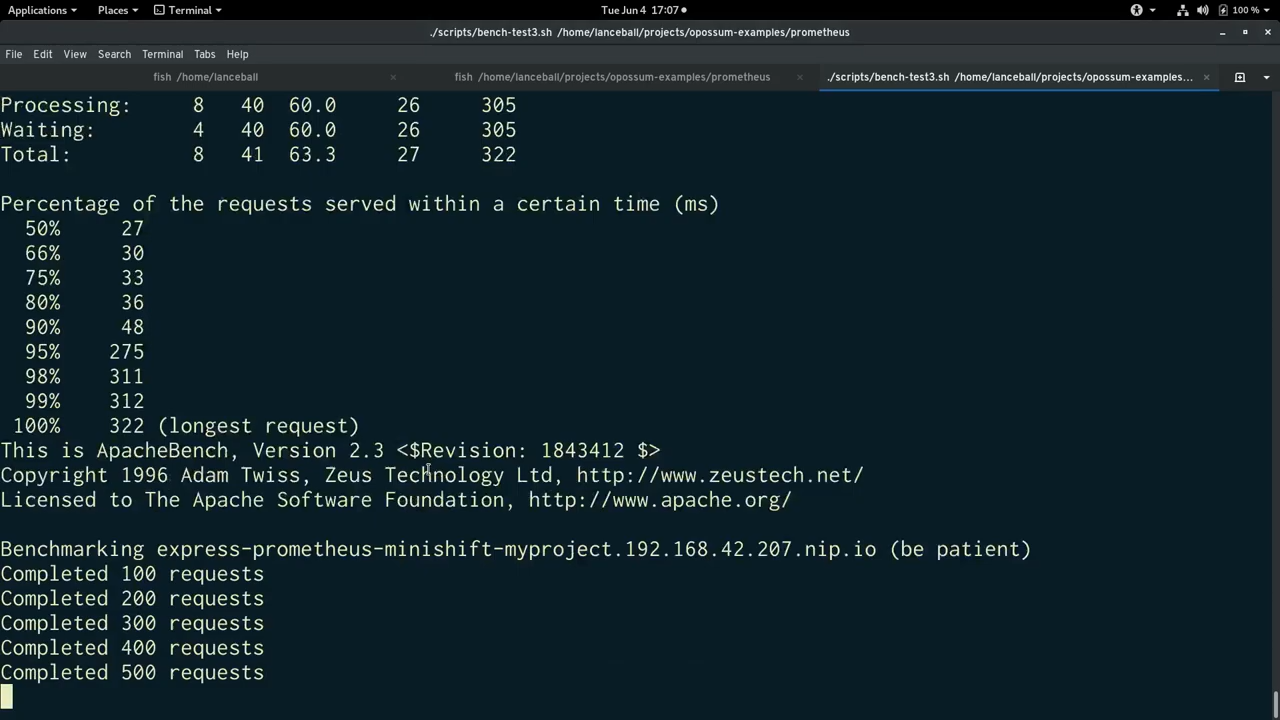 Applications Places Terminal Tue Jun 4 17:07 100 %
./scripts/bench-test3.sh /home/lanceball/projects/opossum-examples/prometheus
File Edit View Search Terminal Tabs Help
fish /home/lanceball fish /home/lanceball/projects/opossum-examples/prometheus ./scripts/bench-test3.sh /home/lanceball/projects/opossum-examples...
Processing: 8 40 60.0 26 305
Waiting: 4 40 60.0 26 305
Total: 8 41 63.3 27 322
Percentage of the requests served within a certain time (ms)
50% 27
66% 30
75% 33
80% 36
90% 48
95% 275
98% 311
99% 312
100% 322 (longest request)
This is ApacheBench, Version 2.3 <$Revision: 1843412 $>
Copyright 1996 Adam Twiss, Zeus Technology Ltd, http://www.zeustech.net/
Licensed to The Apache Software Foundation, http://www.apache.org/
Benchmarking express-prometheus-minishift-myproject.192.168.42.207.nip.io (be patient)
Completed 100 requests
Completed 200 requests
Completed 300 requests
Completed 400 requests
Completed 500 requests